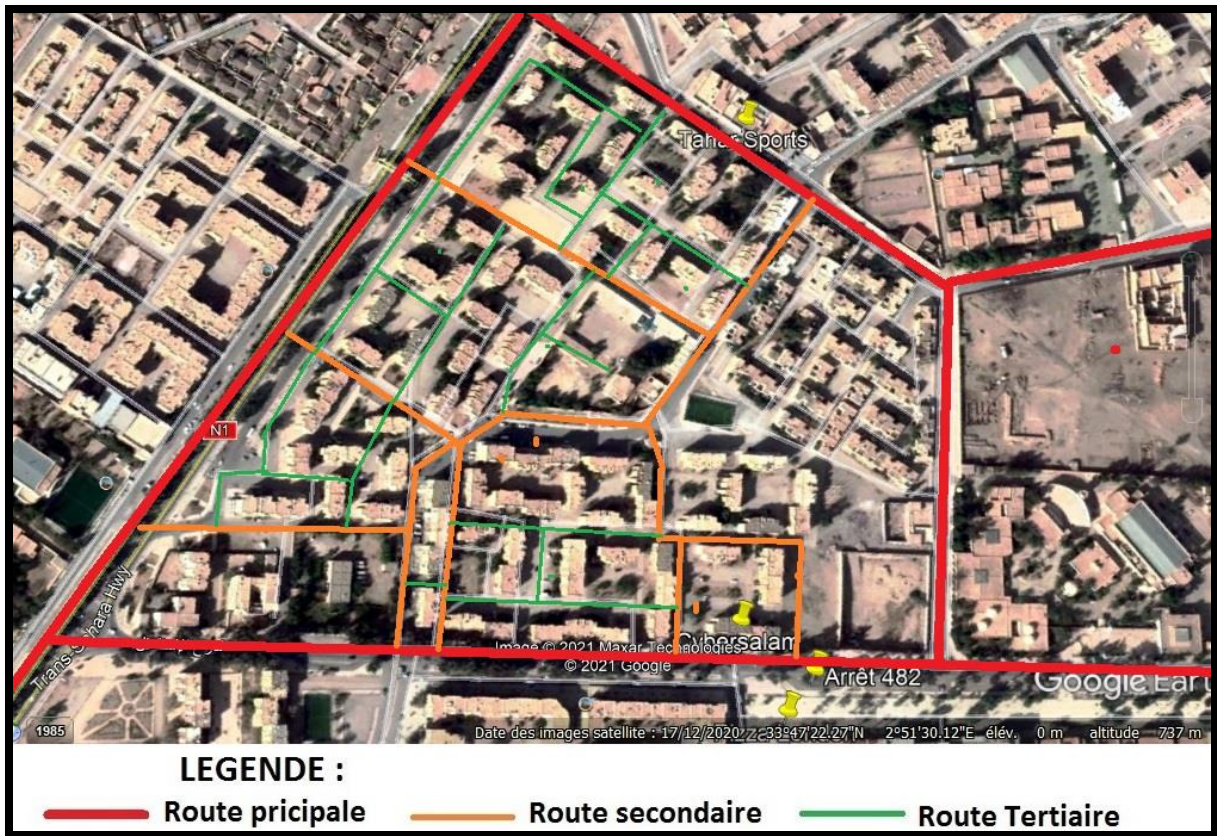 Tahar Sports
N1
Trans Sahara Hwy
Image © 2021 Maxar Technologies
© 2021 Google
Cybersalam
Arrêt 482
Google Eart
1985
Date des images satellite : 17/12/2020 33°47'22.27"N 2°51'30.12"E élév. 0 m altitude 737 m
LEGENDE :
Route pricipale Route secondaire Route Tertiaire